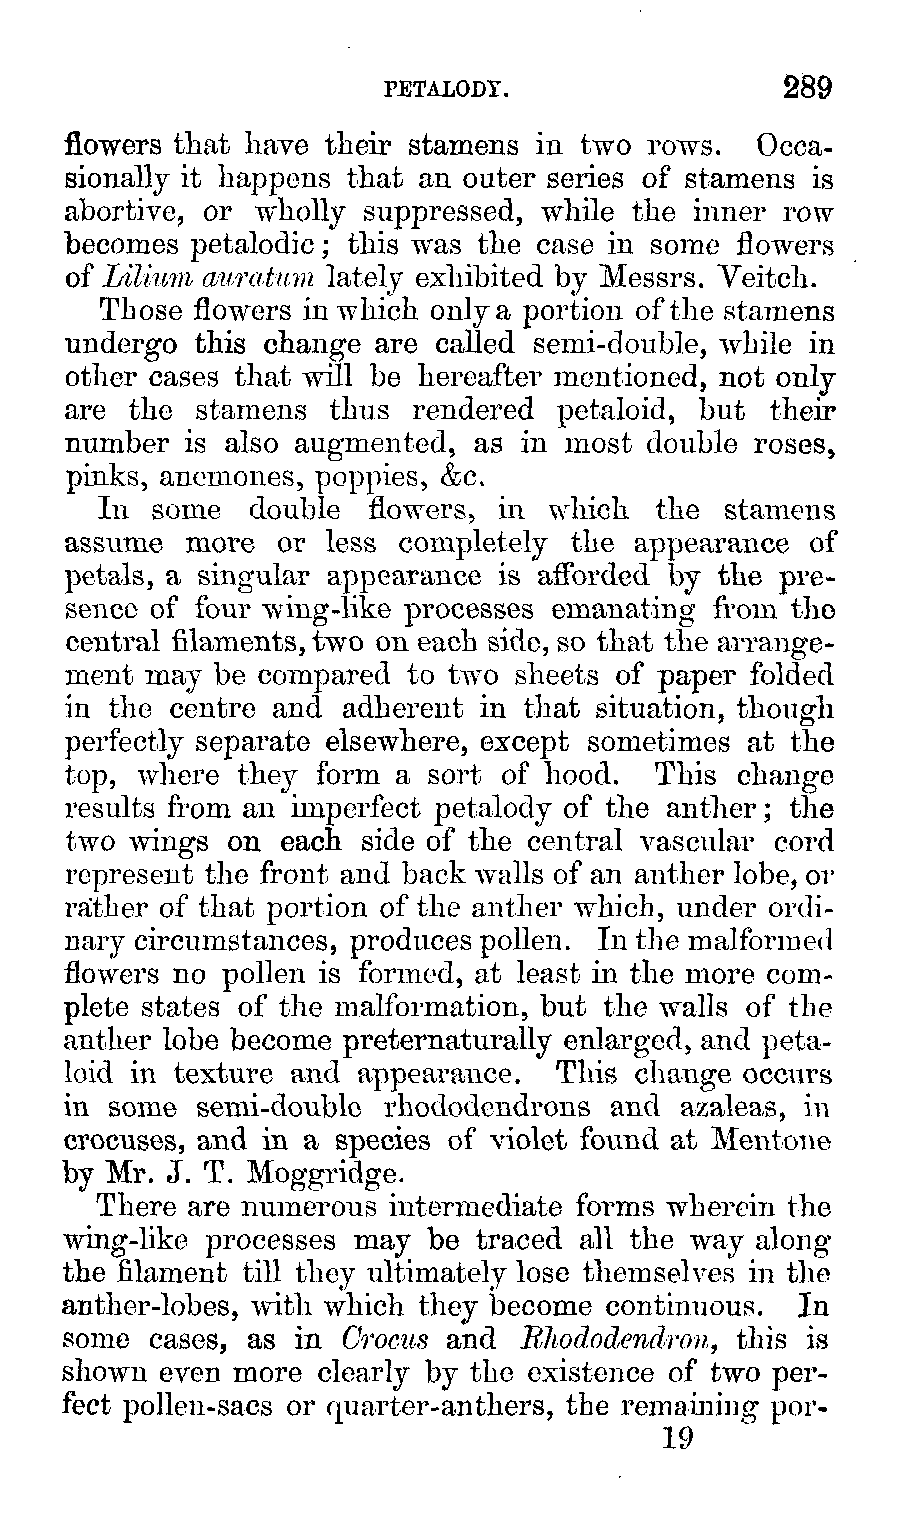 PETALODY. 289
flowers that have their stamens in two rows. Occa-
sionally it happens that an outer series of stamens is
abortive, or wholly suppressed, while the inner row
becomes petalodic; this was the case in some flowers
of Lilium auratum lately exhibited by Messrs. Veitch.
Those flowers in which only a portion of the stamens
undergo this change are called semi-double, while in
other cases that will be hereafter mentioned, not only
are the stamens thus rendered petaloid, but their
number is also augmented, as in most double roses,
pinks, anemones, poppies, &c.
In some double flowers, in which the stamens
assume more or less completely the appearance of
petals, a singular appearance is afforded by the pre-
sence of four wing-like processes emanating from the
central filaments, two on each side, so that the arrange-
ment may be compared to two sheets of paper folded
in the centre and adherent in that situation, though
perfectly separate elsewhere, except sometimes at the
top, where they form a sort of hood. This change
results from an imperfect petalody of the anther; the
two wings on each side of the central vascular cord
represent the front and back walls of an anther lobe, or
rather of that portion of the anther which, under ordi-
nary circumstances, produces pollen. In the malformed
flowers no pollen is formed, at least in the more com-
plete states of the malformation, but the walls of the
anther lobe become preternaturally enlarged, and peta-
loid in texture and appearance. This change occurs
in some semi-double rhododendrons and azaleas, in
crocuses, and in a species of violet found at Mentone
by Mr. J. T. Moggridge.
There are numerous intermediate forms wherein the
wing-like processes may be traced all the way along
the filament till they ultimately lose themselves in the
anther-lobes, with which they become continuous. In
some cases, as in Crocus and Rhododendron, this is
shown even more clearly by the existence of two per-
fect pollen-sacs or quarter-anthers, the remaining por-
19